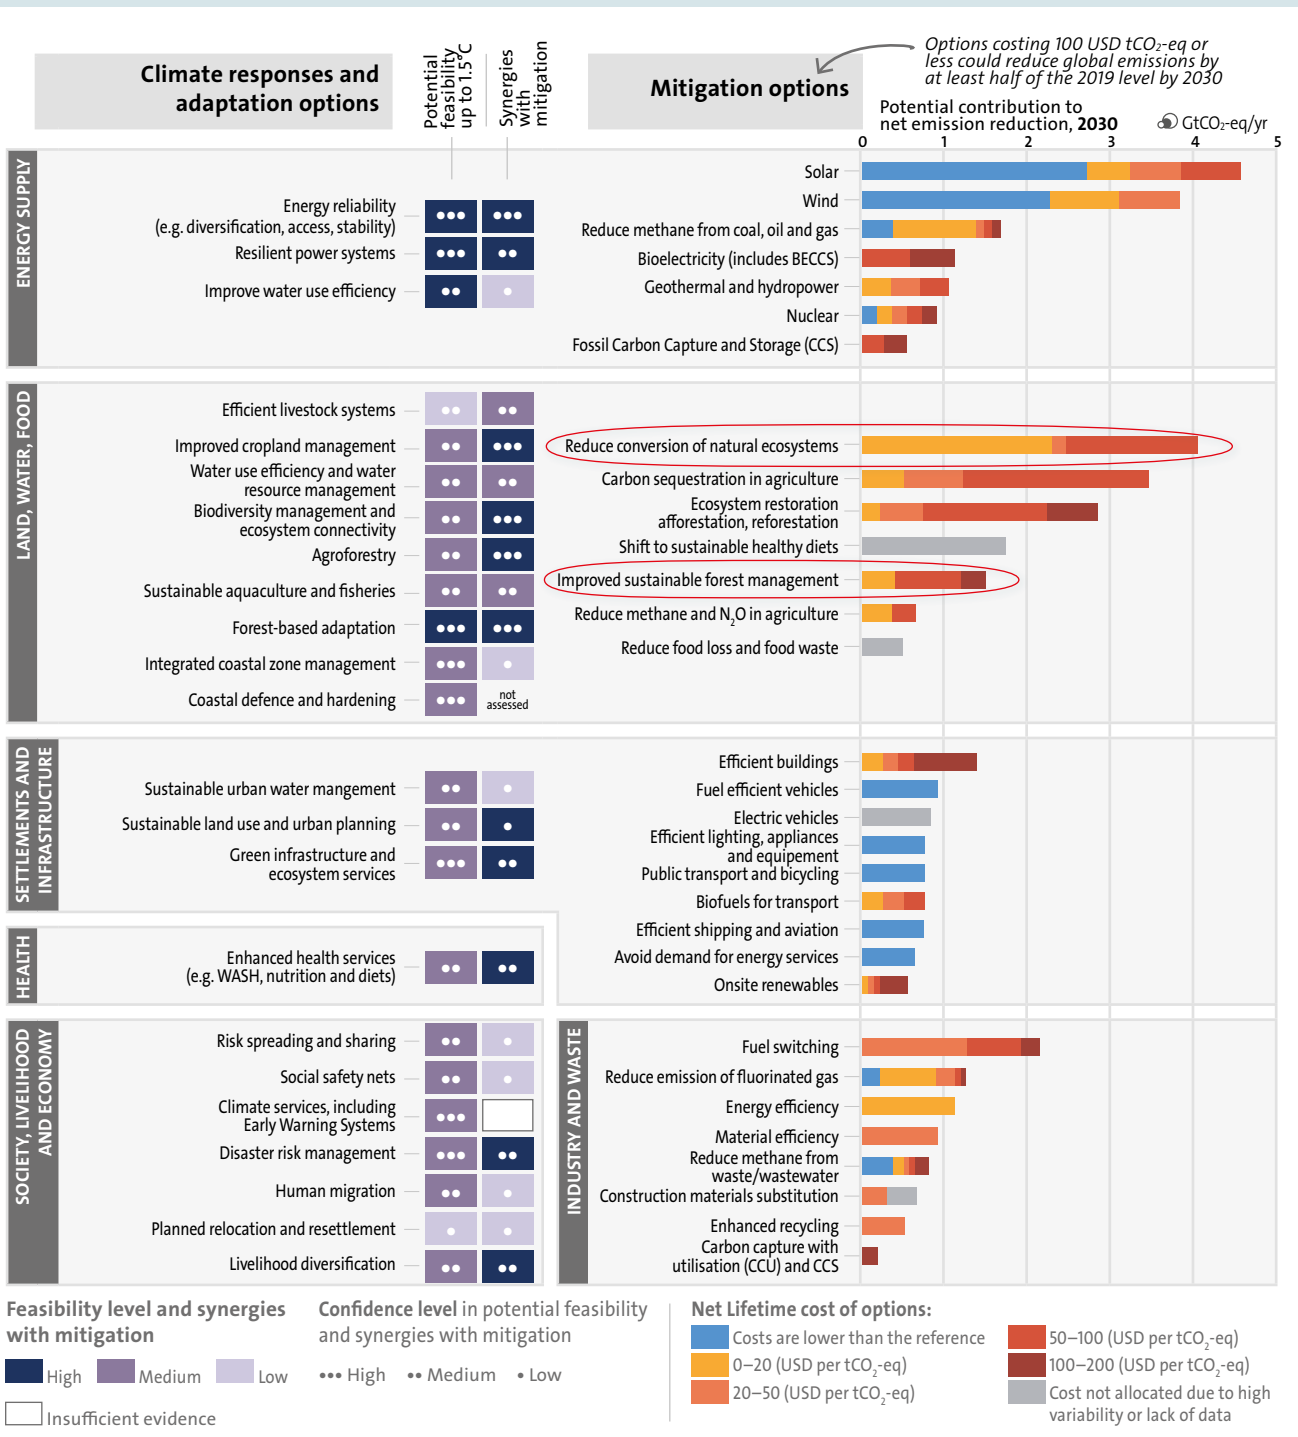 Climate responses and
adaptation options
Potential
feasibility
up to 1.5°C
Synergies
with
mitigation
Mitigation options
Options costing 100 USD tCO₂-eq or
less could reduce global emissions by
at least half of the 2019 level by 2030
Potential contribution to
net emission reduction, 2030
GtCO₂-eq/yr
0 1 2 3 4 5
ENERGY SUPPLY
Energy reliability
(e.g. diversification, access, stability)
Resilient power systems
Improve water use efficiency
Solar
Wind
Reduce methane from coal, oil and gas
Bioelectricity (includes BECCS)
Geothermal and hydropower
Nuclear
Fossil Carbon Capture and Storage (CCS)
LAND, WATER, FOOD
Efficient livestock systems
Improved cropland management
Water use efficiency and water
resource management
Biodiversity management and
ecosystem connectivity
Agroforestry
Sustainable aquaculture and fisheries
Forest-based adaptation
Integrated coastal zone management
Coastal defence and hardening
not
assessed
Reduce conversion of natural ecosystems
Carbon sequestration in agriculture
Ecosystem restoration
afforestation, reforestation
Shift to sustainable healthy diets
Improved sustainable forest management
Reduce methane and N₂O in agriculture
Reduce food loss and food waste
SETTLEMENTS AND
INFRASTRUCTURE
Sustainable urban water mangement
Sustainable land use and urban planning
Green infrastructure and
ecosystem services
Efficient buildings
Fuel efficient vehicles
Electric vehicles
Efficient lighting, appliances
and equipement
Public transport and bicycling
Biofuels for transport
Efficient shipping and aviation
Avoid demand for energy services
Onsite renewables
HEALTH
Enhanced health services
(e.g. WASH, nutrition and diets)
SOCIETY, LIVELIHOOD
AND ECONOMY
Risk spreading and sharing
Social safety nets
Climate services, including
Early Warning Systems
Disaster risk management
Human migration
Planned relocation and resettlement
Livelihood diversification
INDUSTRY AND WASTE
Fuel switching
Reduce emission of fluorinated gas
Energy efficiency
Material efficiency
Reduce methane from
waste/wastewater
Construction materials substitution
Enhanced recycling
Carbon capture with
utilisation (CCU) and CCS
Feasibility level and synergies
with mitigation
High
Medium
Low
Insufficient evidence
Confidence level in potential feasibility
and synergies with mitigation
••• High •• Medium • Low
Net Lifetime cost of options:
Costs are lower than the reference
0–20 (USD per tCO₂-eq)
20–50 (USD per tCO₂-eq)
50–100 (USD per tCO₂-eq)
100–200 (USD per tCO₂-eq)
Cost not allocated due to high
variability or lack of data